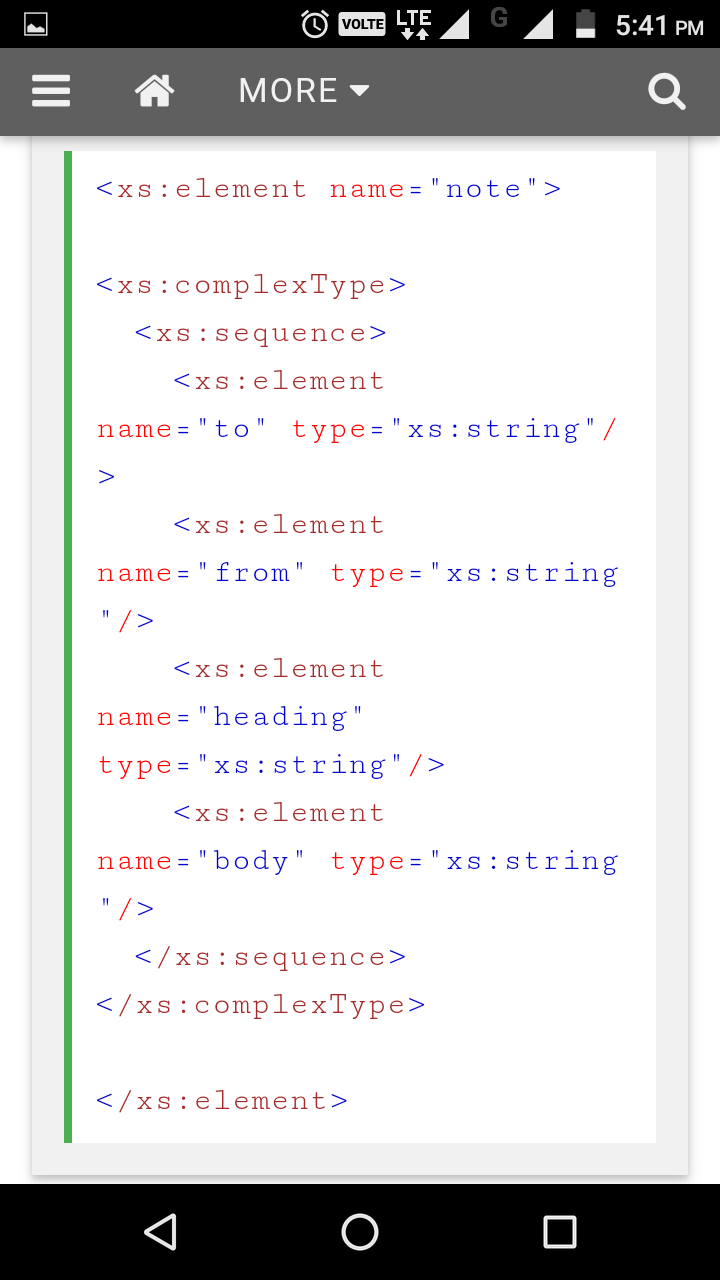 VOLTE LTE G 5:41 PM
MORE
<xs:element name="note">
<xs:complexType>
<xs:sequence>
<xs:element
name="to" type="xs:string"/
>
<xs:element
name="from" type="xs:string
"/>
<xs:element
name="heading"
type="xs:string"/>
<xs:element
name="body" type="xs:string
"/>
</xs:sequence>
</xs:complexType>
</xs:element>